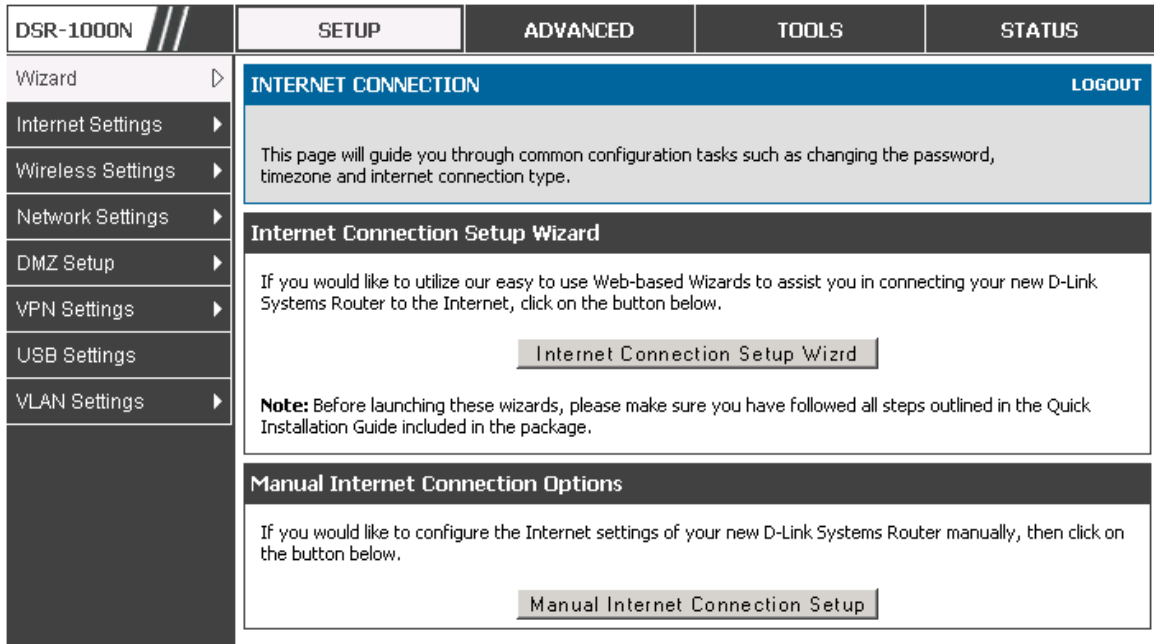 DSR-1000N
SETUP
ADVANCED
TOOLS
STATUS
Wizard
Internet Settings
Wireless Settings
Network Settings
DMZ Setup
VPN Settings
USB Settings
VLAN Settings
INTERNET CONNECTION
LOGOUT
This page will guide you through common configuration tasks such as changing the password,
timezone and internet connection type.
Internet Connection Setup Wizard
If you would like to utilize our easy to use Web-based Wizards to assist you in connecting your new D-Link
Systems Router to the Internet, click on the button below.
Internet Connection Setup Wizrd
Note: Before launching these wizards, please make sure you have followed all steps outlined in the Quick
Installation Guide included in the package.
Manual Internet Connection Options
If you would like to configure the Internet settings of your new D-Link Systems Router manually, then click on
the button below.
Manual Internet Connection Setup